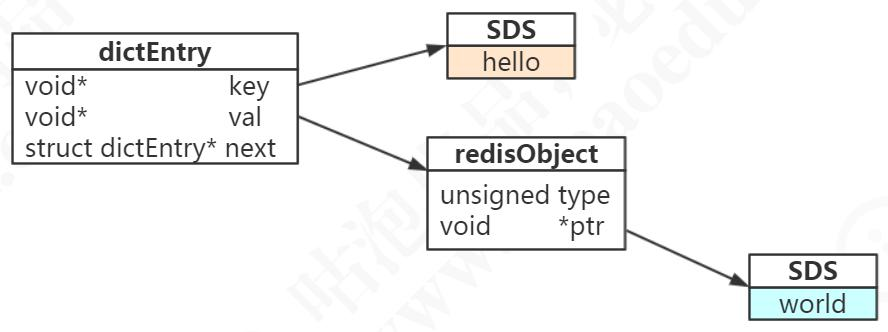 dictEntry
void* key
void* val
struct dictEntry* next
SDS
hello
redisObject
unsigned type
void *ptr
SDS
world